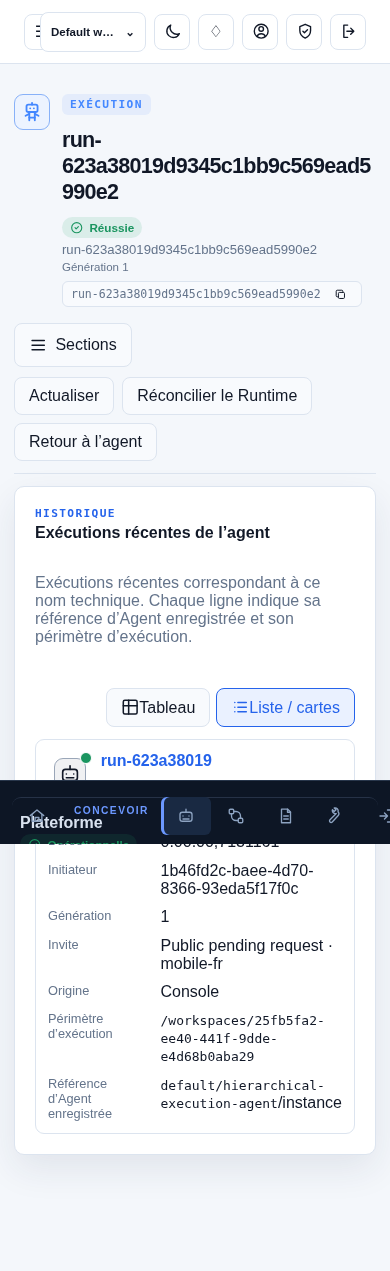 Default w… ⌄
EXÉCUTION
run-
623a38019d9345c1bb9c569ead5
990e2
Réussie
run-623a38019d9345c1bb9c569ead5990e2
Génération 1
run-623a38019d9345c1bb9c569ead5990e2
Sections
Actualiser
Réconcilier le Runtime
Retour à l’agent
HISTORIQUE
Exécutions récentes de l’agent
Exécutions récentes correspondant à ce
nom technique. Chaque ligne indique sa
référence d’Agent enregistrée et son
périmètre d’exécution.
Tableau
Liste / cartes
run-623a38019
CONCEVOIR
Plateforme
Opérationnelle
Initiateur
1b46fd2c-baee-4d70-
8366-93eda5f17f0c
Génération
1
Invite
Public pending request ·
mobile-fr
Origine
Console
Périmètre
d’exécution
/workspaces/25fb5fa2-
ee40-441f-9dde-
e4d68b0aba29
Référence
d’Agent
enregistrée
default/hierarchical-
execution-agent/instance